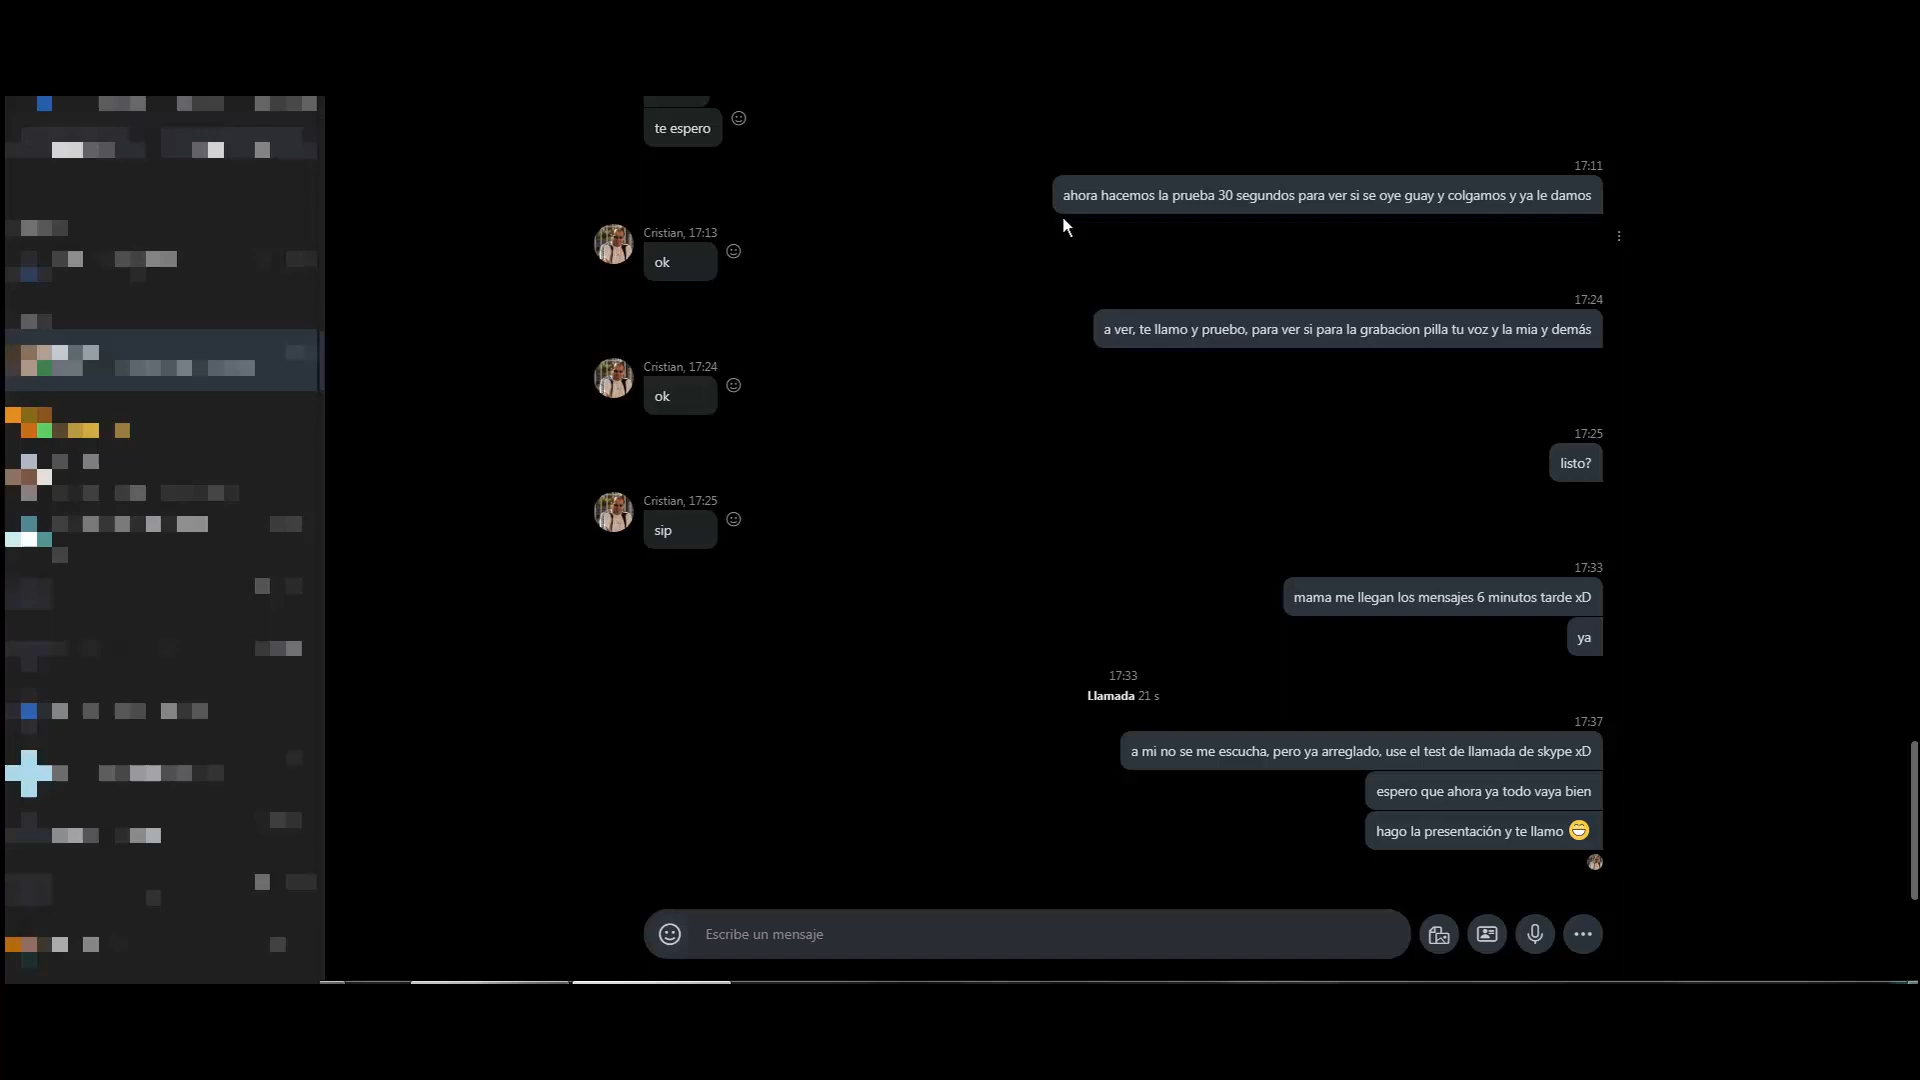 te espero
17:11
ahora hacemos la prueba 30 segundos para ver si se oye guay y colgamos y ya le damos
Cristian, 17:13
ok
17:24
a ver, te llamo y pruebo, para ver si para la grabacion pilla tu voz y la mia y demás
Cristian, 17:24
ok
17:25
listo?
Cristian, 17:25
sip
17:33
mama me llegan los mensajes 6 minutos tarde xD
ya
17:33
Llamada 21 s
17:37
a mi no se me escucha, pero ya arreglado, use el test de llamada de skype xD
espero que ahora ya todo vaya bien
hago la presentación y te llamo 😁
Escribe un mensaje